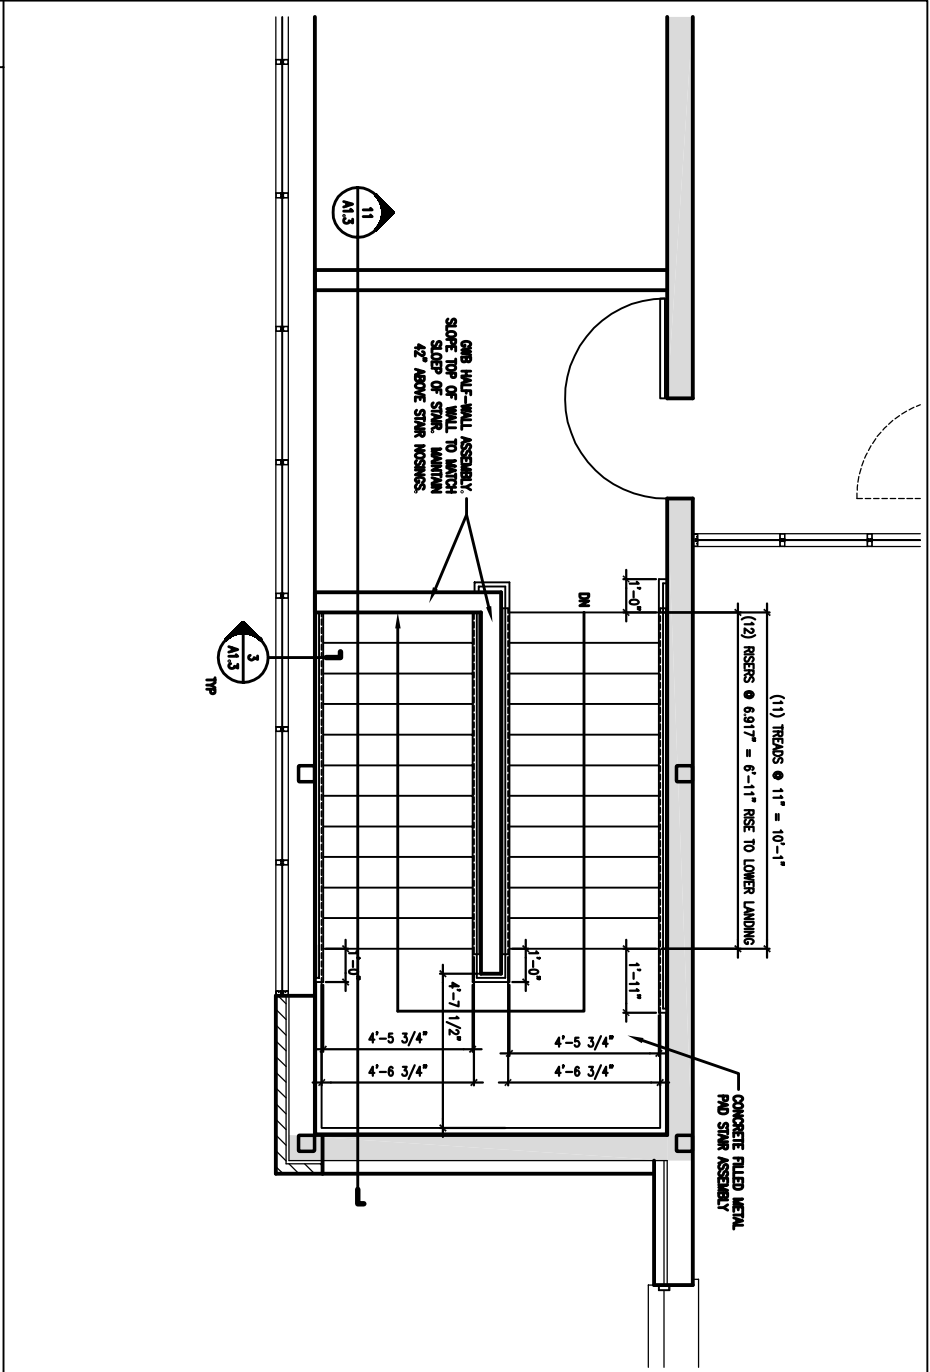 11
A1.3
GWB HALF-WALL ASSEMBLY.
SLOPE TOP OF WALL TO MATCH
SLOEP OF STAIR. MAINTAIN
42" ABOVE STAIR NOSINGS.
DN
1'-0"
(11) TREADS @ 11" = 10'-1"
(12) RISERS @ 6.917" = 6'-11" RISE TO LOWER LANDING
3
A1.3
TYP
1'-0"
1'-0"
1'-11"
4'-7 1/2"
4'-5 3/4"
4'-5 3/4"
4'-6 3/4"
4'-6 3/4"
CONCRETE FILLED METAL
PAD STAIR ASSEMBLY